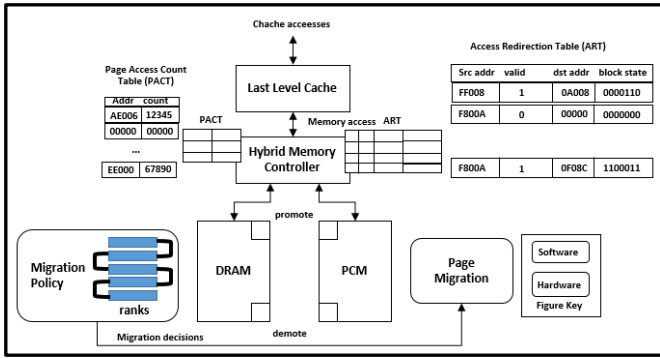 Chache acceesses
Access Redirection Table (ART)
Page Access Count
Table (PACT)
Last Level Cache
Src addr valid dst addr block state
FF008 1 0A008 0000110
F800A 0 00000 0000000
F800A 1 0F08C 1100011
Addr count
AE006 12345
00000 00000
...
EE000 67890
PACT
Memory access ART
Hybrid Memory
Controller
promote
Migration
Policy
ranks
DRAM
PCM
Page
Migration
Software
Hardware
Figure Key
Migration decisions
demote